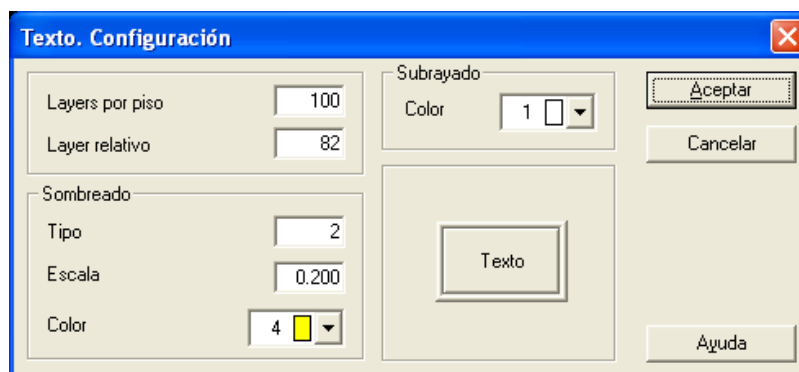 Texto. Configuración
Layers por piso 100
Layer relativo 82
Sombreado
Tipo 2
Escala 0.200
Color 4
Subrayado
Color 1
Texto
Aceptar
Cancelar
Ayuda